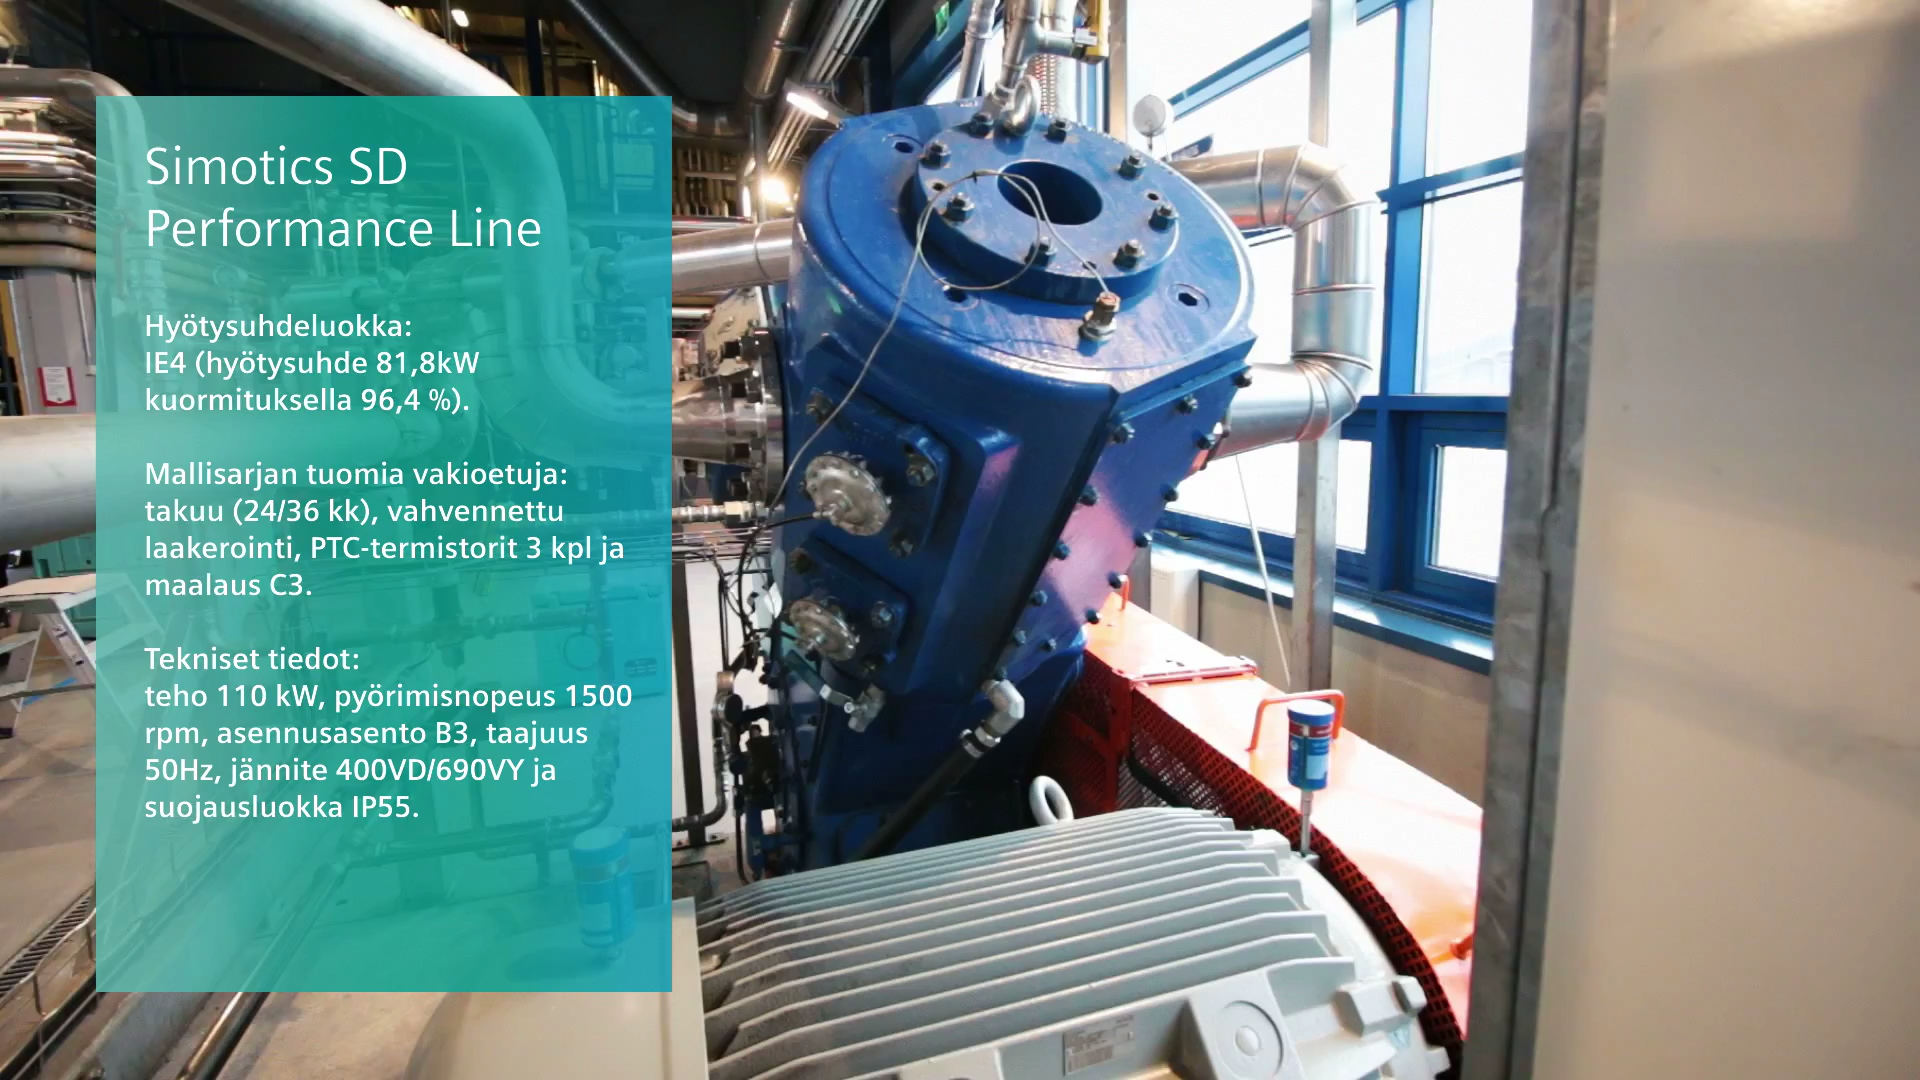 Simotics SD
Performance Line
Hyötysuhdeluokka:
IE4 (hyötysuhde 81,8kW
kuormituksella 96,4 %).
Mallisarjan tuomia vakioetuja:
takuu (24/36 kk), vahvennettu
laakerointi, PTC-termistorit 3 kpl ja
maalaus C3.
Tekniset tiedot:
teho 110 kW, pyörimisnopeus 1500
rpm, asennusasento B3, taajuus
50Hz, jännite 400VD/690VY ja
suojausluokka IP55.